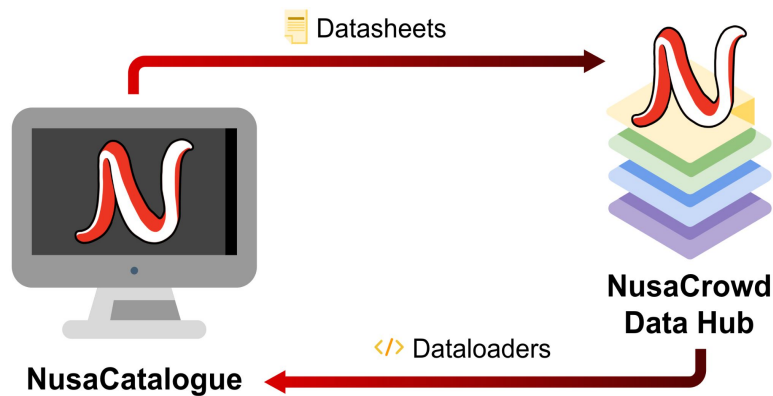 Datasheets
N
N
NusaCrowd
Data Hub
</> Dataloaders
NusaCatalogue